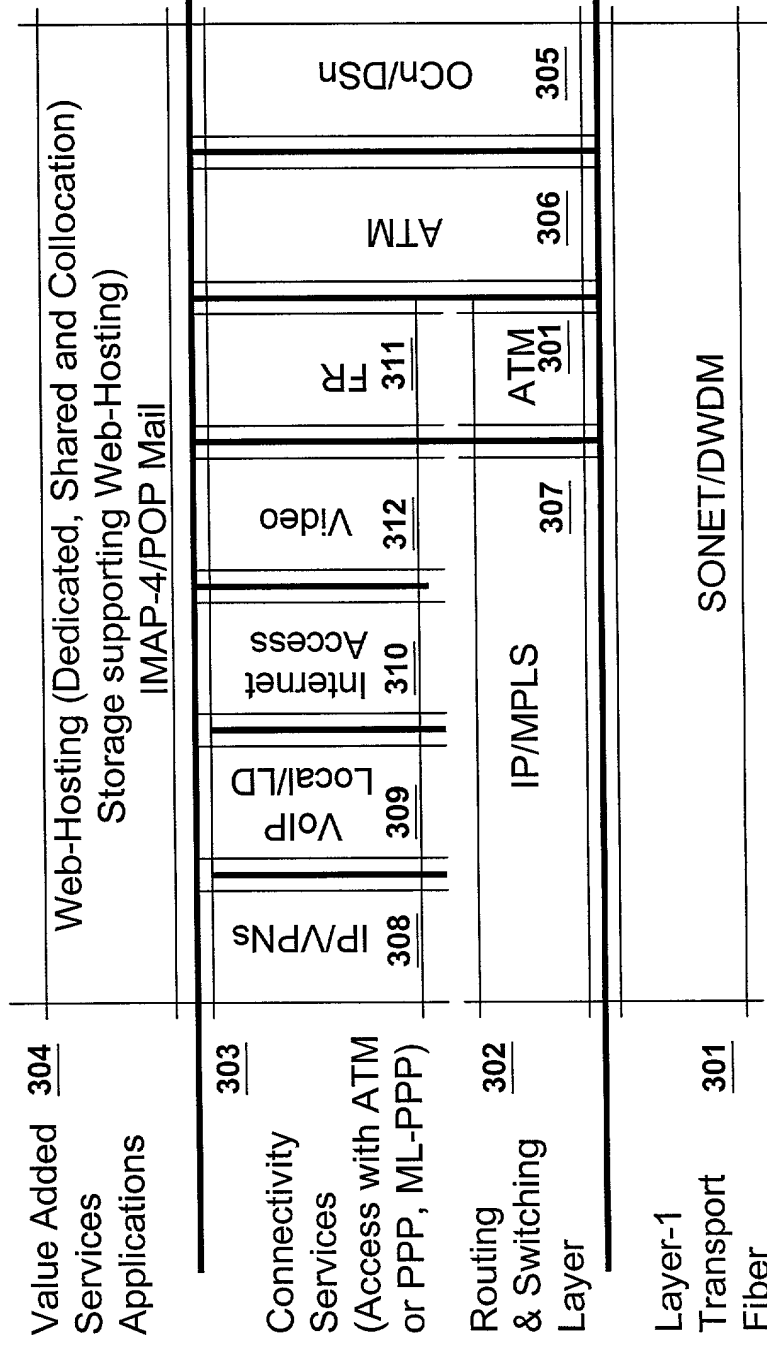 Value Added 304
Services
Applications
Web-Hosting (Dedicated, Shared and Collocation)
Storage supporting Web-Hosting)
IMAP-4/POP Mail
303
Connectivity
Services
(Access with ATM
or PPP, ML-PPP)
IP/VPNs
308
VoIP
Local/LD
309
Internet
Access
310
Video
312
FR
311
ATM
306
OCn/DSn
305
Routing 302
& Switching
Layer
IP/MPLS
307
ATM
301
Layer-1
Transport 301
Fiber
SONET/DWDM